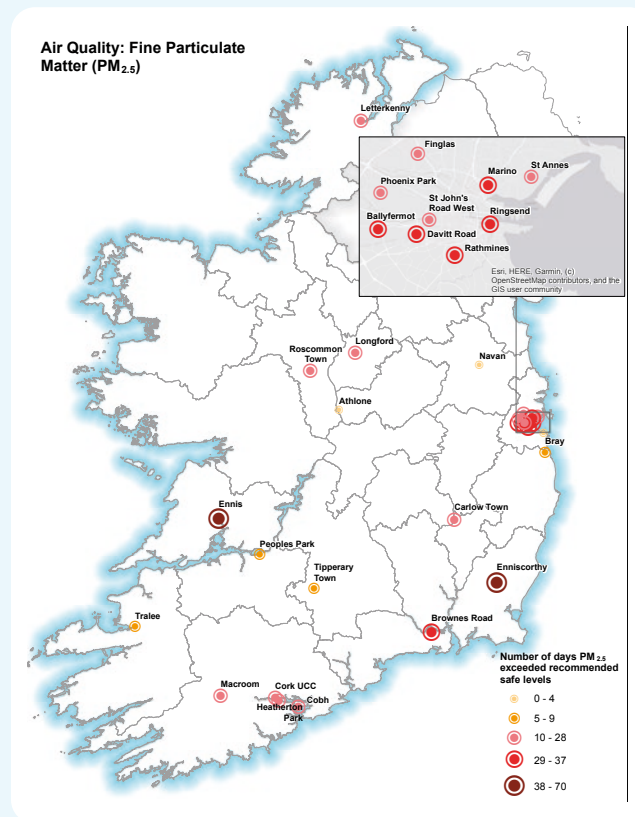 Air Quality: Fine Particulate
Matter (PM2.5)
Letterkenny
Finglas
Marino
St Annes
Phoenix Park
St John's
Road West
Ringsend
Ballyfermot
Davitt Road
Rathmines
Esri, HERE, Garmin, (c)
OpenStreetMap contributors, and the
GIS user community
Longford
Roscommon
Town
Navan
Athlone
Bray
Ennis
Carlow Town
Peoples Park
Enniscorthy
Tipperary
Town
Tralee
Brownes Road
Macroom
Cork UCC
Heatherton
Park
Cobh
Number of days PM2.5
exceeded recommended
safe levels
0 - 4
5 - 9
10 - 28
29 - 37
38 - 70